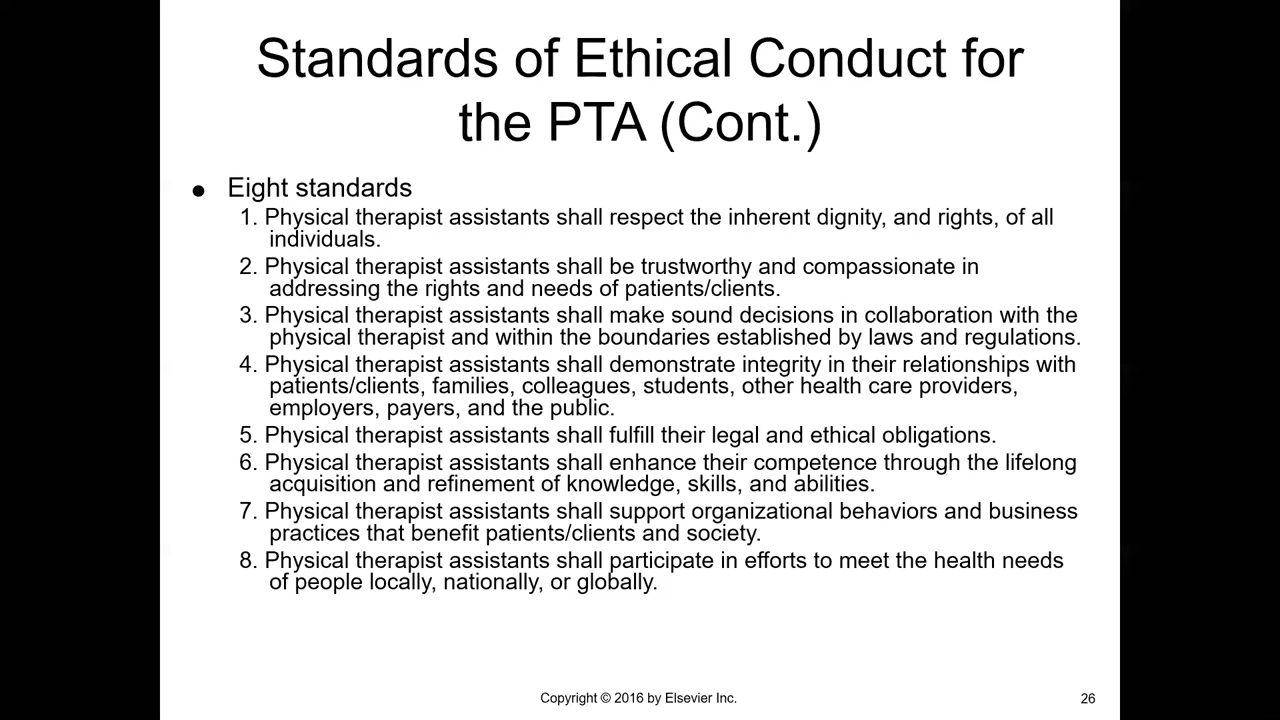 Standards of Ethical Conduct for
the PTA (Cont.)
● Eight standards
1. Physical therapist assistants shall respect the inherent dignity, and rights, of all
individuals.
2. Physical therapist assistants shall be trustworthy and compassionate in
addressing the rights and needs of patients/clients.
3. Physical therapist assistants shall make sound decisions in collaboration with the
physical therapist and within the boundaries established by laws and regulations.
4. Physical therapist assistants shall demonstrate integrity in their relationships with
patients/clients, families, colleagues, students, other health care providers,
employers, payers, and the public.
5. Physical therapist assistants shall fulfill their legal and ethical obligations.
6. Physical therapist assistants shall enhance their competence through the lifelong
acquisition and refinement of knowledge, skills, and abilities.
7. Physical therapist assistants shall support organizational behaviors and business
practices that benefit patients/clients and society.
8. Physical therapist assistants shall participate in efforts to meet the health needs
of people locally, nationally, or globally.
Copyright © 2016 by Elsevier Inc.
26